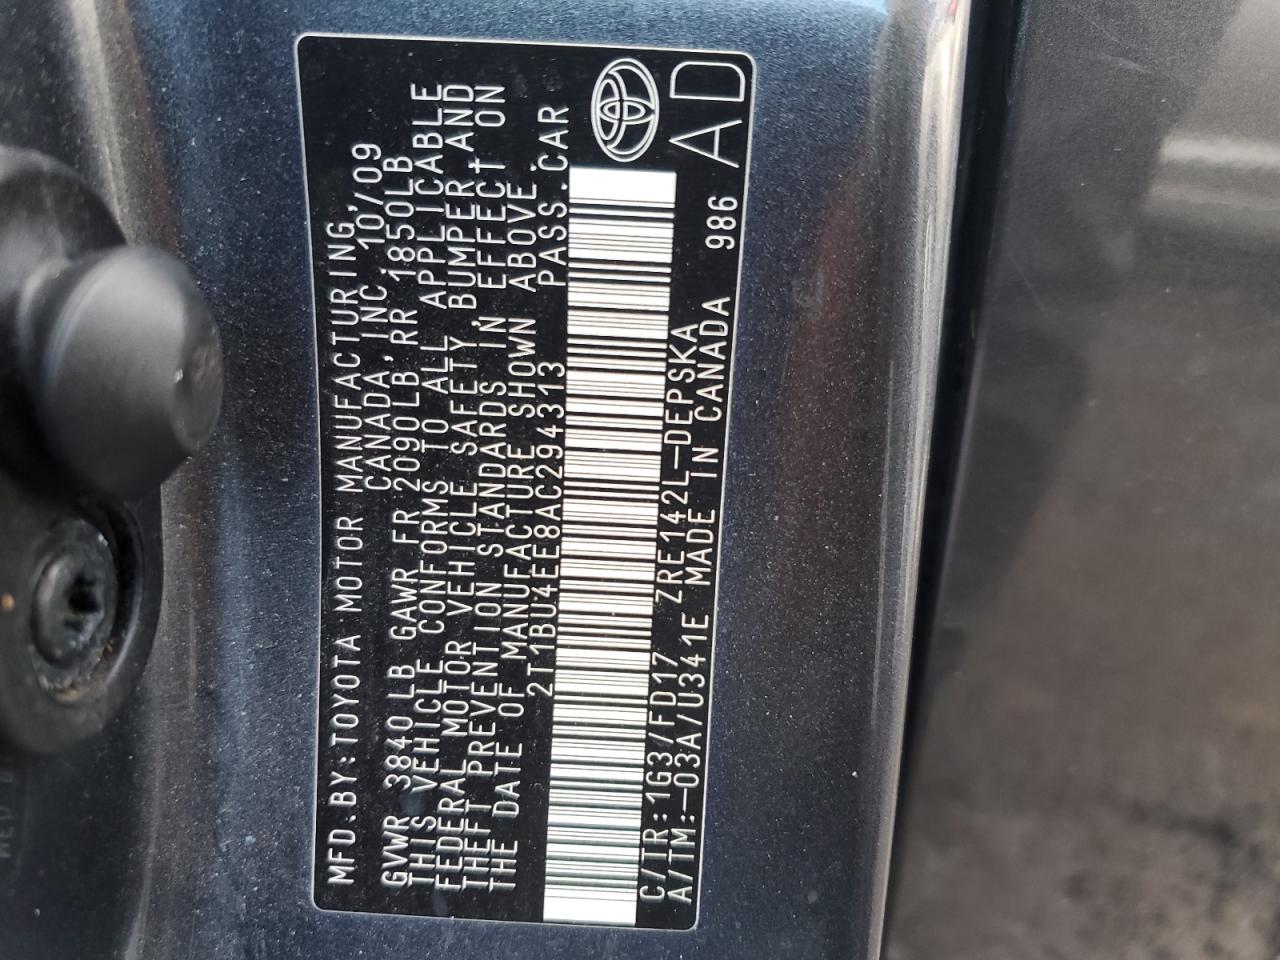 MFD.BY:TOYOTA MOTOR MANUFACTURING,
CANADA, INC 10/09
GVWR 3840 LB GAWR FR 2090LB, RR 1850LB
THIS VEHICLE CONFORMS TO ALL APPLICABLE
FEDERAL MOTOR VEHICLE SAFETY, BUMPER, AND
THEFT PREVENTION STANDARDS IN EFFECT ON
THE DATE OF MANUFACTURE SHOWN ABOVE.
2T1BU4EE8AC294313 PASS.CAR
C/TR:1G3/FD17 ZRE142L-DEPSKA
A/TM:-03A/U341E MADE IN CANADA 986
AD